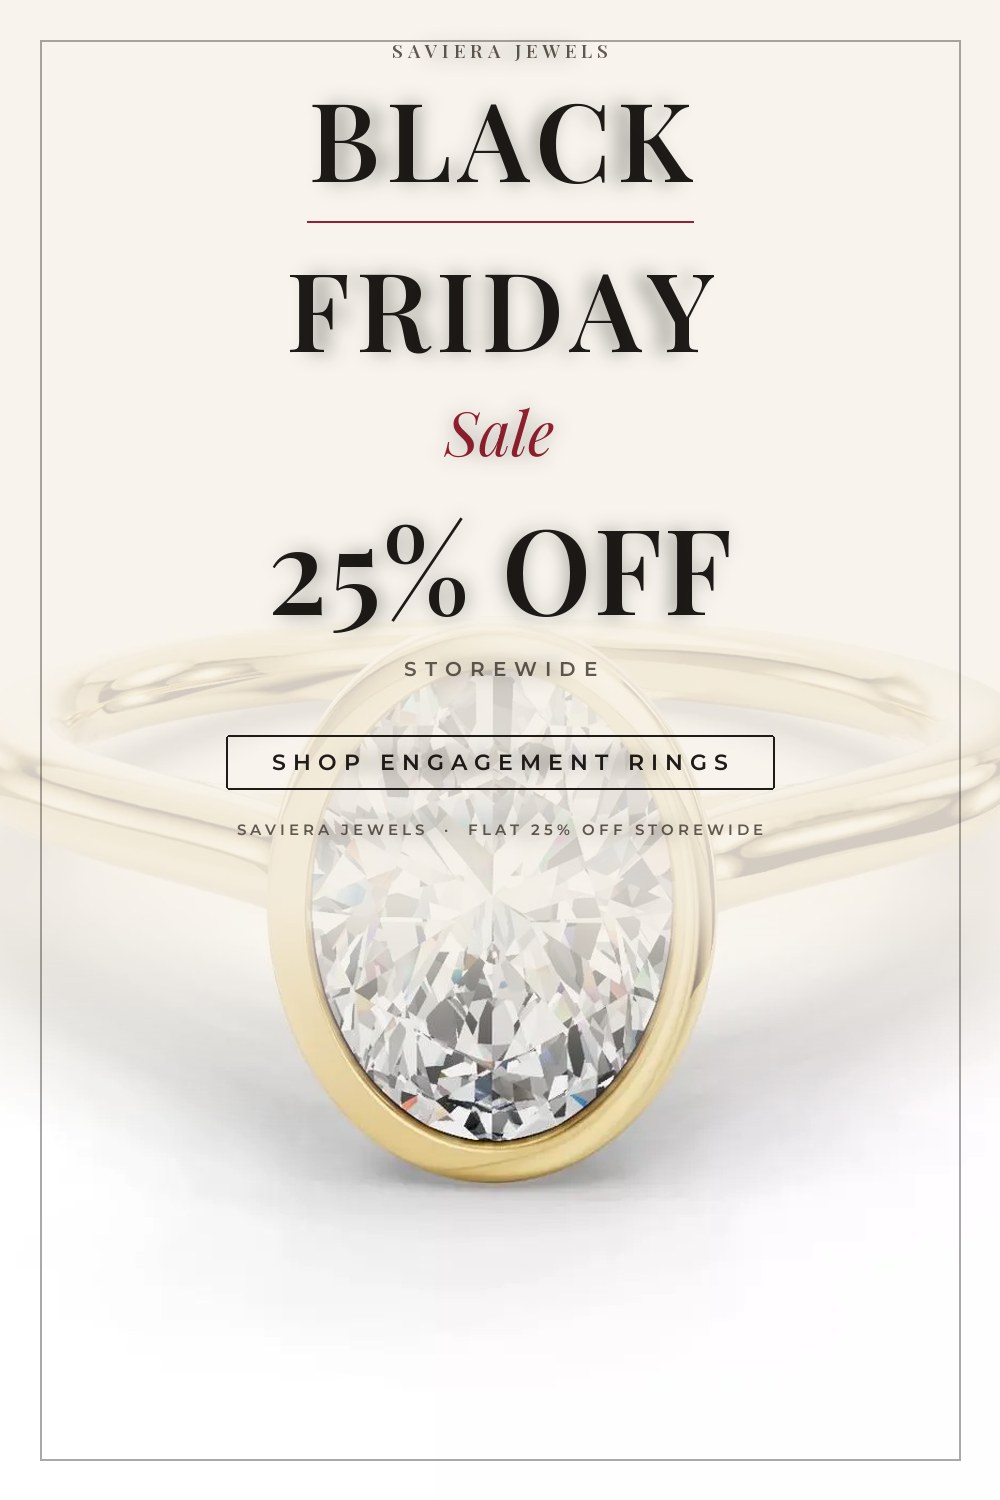 SAVIERA JEWELS
BLACK
FRIDAY
Sale
25% OFF
STOREWIDE
SHOP ENGAGEMENT RINGS
SAVIERA JEWELS · FLAT 25% OFF STOREWIDE